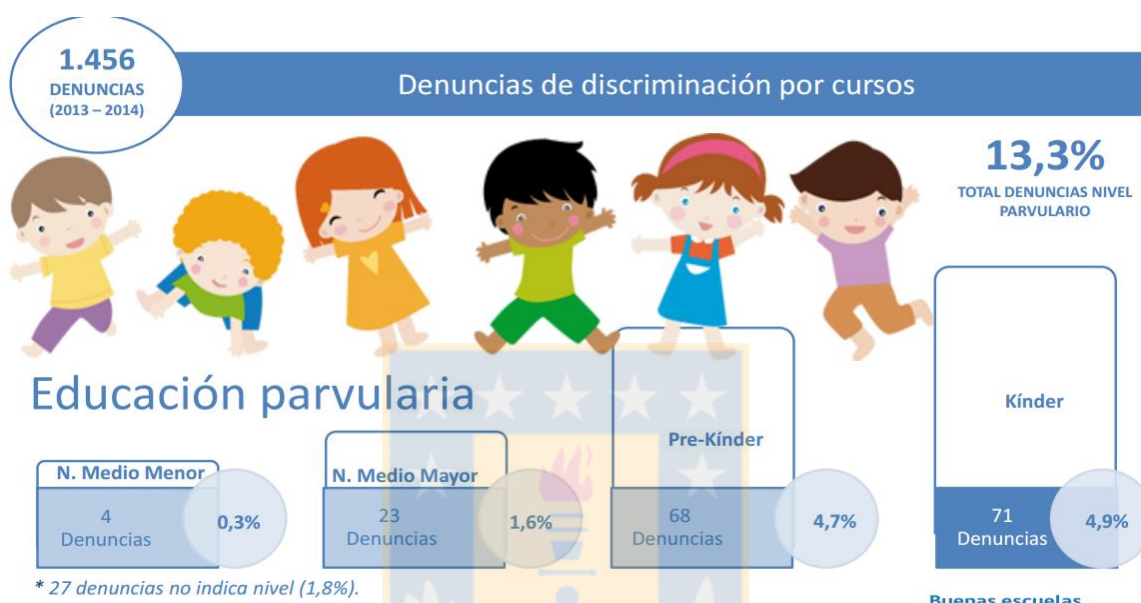 1.456
DENUNCIAS
(2013 – 2014)
Denuncias de discriminación por cursos
13,3%
TOTAL DENUNCIAS NIVEL
PARVULARIO
Educación parvularia
N. Medio Menor
4
Denuncias
0,3%
N. Medio Mayor
23
Denuncias
1,6%
Pre-Kínder
68
Denuncias
4,7%
Kínder
71
Denuncias
4,9%
* 27 denuncias no indica nivel (1,8%).
Buenas escuelas